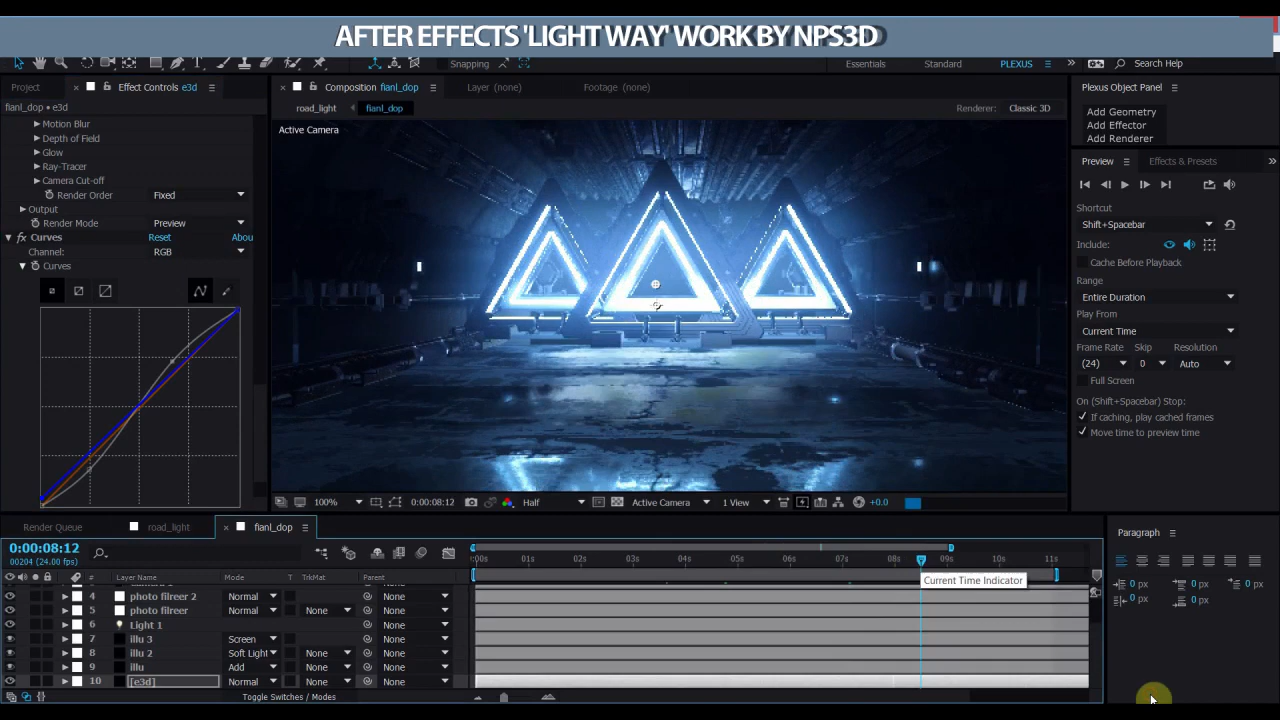 AFTER EFFECTS 'LIGHT WAY' WORK BY NPS3D
Snapping
Essentials
Standard
PLEXUS
Search Help
Project
Effect Controls e3d
Composition fianl_dop
Layer (none)
Footage (none)
Plexus Object Panel
fianl_dop • e3d
road_light
fianl_dop
Renderer: Classic 3D
Add Geometry
Add Effector
Add Renderer
Motion Blur
Depth of Field
Glow
Ray-Tracer
Camera Cut-off
Render Order Fixed
Output
Render Mode Preview
fx Curves Reset Abou
Channel: RGB
Curves
Active Camera
Preview
Effects & Presets
Shortcut
Shift+Spacebar
Include:
Cache Before Playback
Range
Entire Duration
Play From
Current Time
Frame Rate Skip Resolution
(24) 0 Auto
Full Screen
On (Shift+Spacebar) Stop:
If caching, play cached frames
Move time to preview time
100% 0:00:08:12 Half Active Camera 1 View +0.0
Render Queue
road_light
fianl_dop
Paragraph
0:00:08:12
00204 (24.00 fps)
:00s 01s 02s 03s 04s 05s 06s 07s 08s 09s 10s 11s
Current Time Indicator
# Layer Name Mode T TrkMat Parent
4 photo filreer 2 Normal None
5 photo filreer Normal None None
6 Light 1 None
7 illu 3 Screen None
8 illu 2 Soft Light None None
9 illu Add None None
10 [e3d] Normal None None
Toggle Switches / Modes
0 px 0 px 0 px
0 px 0 px